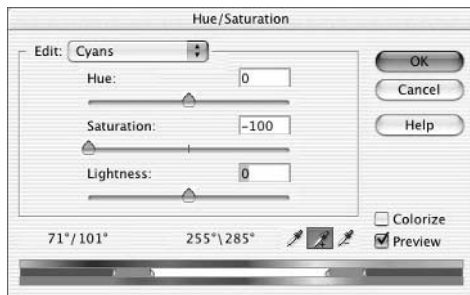 Hue/Saturation
Edit: Cyans
OK
Hue: 0
Cancel
Saturation: -100
Help
Lightness: 0
Colorize
71°/101° 255°\285° Preview